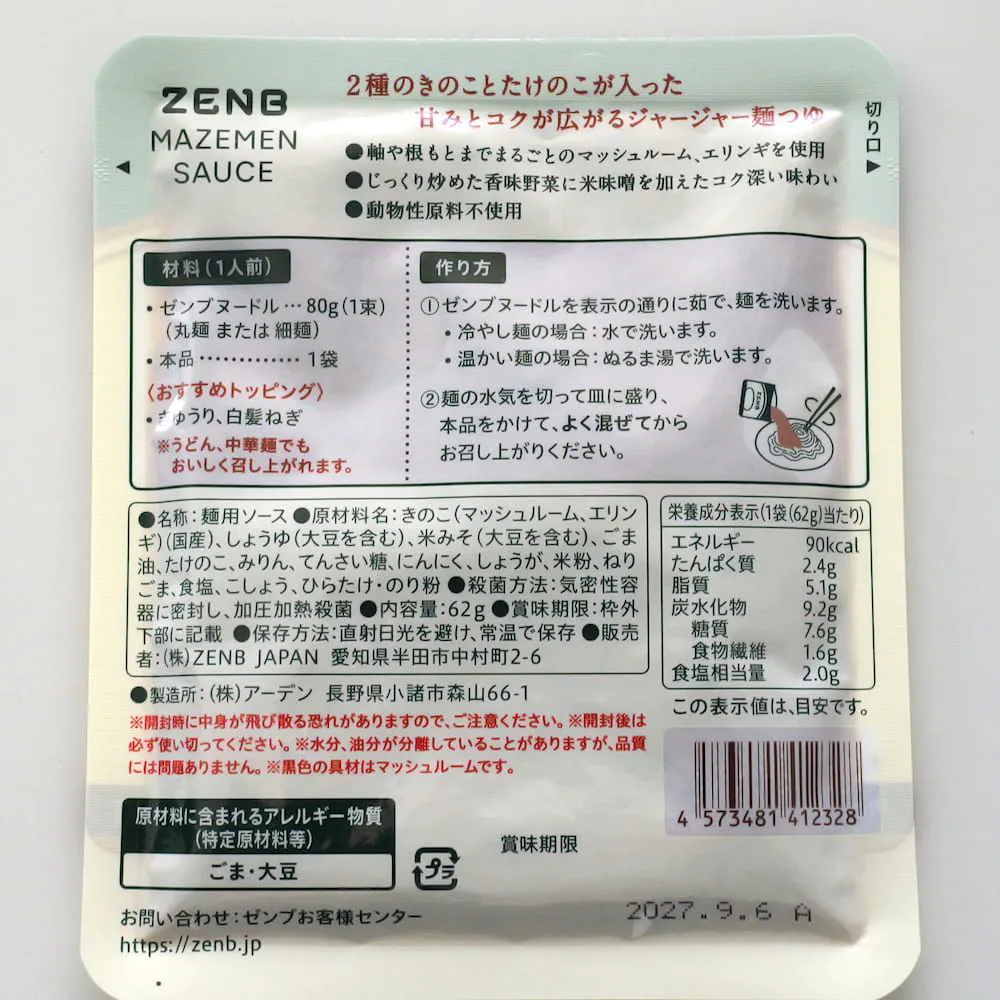 ZENB
MAZEMEN
SAUCE
2種のきのことたけのこが入った
甘みとコクが広がるジャージャー麺つゆ
切り口
●軸や根もとまでまるごとのマッシュルーム、エリンギを使用
●じっくり炒めた香味野菜に米味噌を加えたコク深い味わい
●動物性原料不使用
材料(1人前)
・ゼンブヌードル…80g(1束)
(丸麺 または 細麺)
・本品…………1袋
〈おすすめトッピング〉
・きゅうり、白髪ねぎ
※うどん、中華麺でも
おいしく召し上がれます。
作り方
①ゼンブヌードルを表示の通りに茹で、麺を洗います。
・冷やし麺の場合:水で洗います。
・温かい麺の場合:ぬるま湯で洗います。
②麺の水気を切って皿に盛り、
本品をかけて、よく混ぜてから
お召し上がりください。
ZENB
●名称:麺用ソース ●原材料名:きのこ(マッシュルーム、エリン
ギ)(国産)、しょうゆ(大豆を含む)、米みそ(大豆を含む)、ごま
油、たけのこ、みりん、てんさい糖、にんにく、しょうが、米粉、ねり
ごま、食塩、こしょう、ひらたけ・のり粉 ●殺菌方法:気密性容
器に密封し、加圧加熱殺菌 ●内容量:62g ●賞味期限:枠外
下部に記載 ●保存方法:直射日光を避け、常温で保存 ●販売
者:(株)ZENB JAPAN 愛知県半田市中村町2-6
●製造所:(株)アーデン 長野県小諸市森山66-1
※開封時に中身が飛び散る恐れがありますので、ご注意ください。※開封後は
必ず使い切ってください。※水分、油分が分離していることがありますが、品質
には問題ありません。※黒色の具材はマッシュルームです。
栄養成分表示(1袋(62g)当たり)
エネルギー 90kcal
たんぱく質 2.4g
脂質 5.1g
炭水化物 9.2g
糖質 7.6g
食物繊維 1.6g
食塩相当量 2.0g
この表示値は、目安です。
4 573481 412328
原材料に含まれるアレルギー物質
(特定原材料等)
ごま・大豆
プラ
賞味期限
2027.9.6 A
お問い合わせ:ゼンブお客様センター
https://zenb.jp